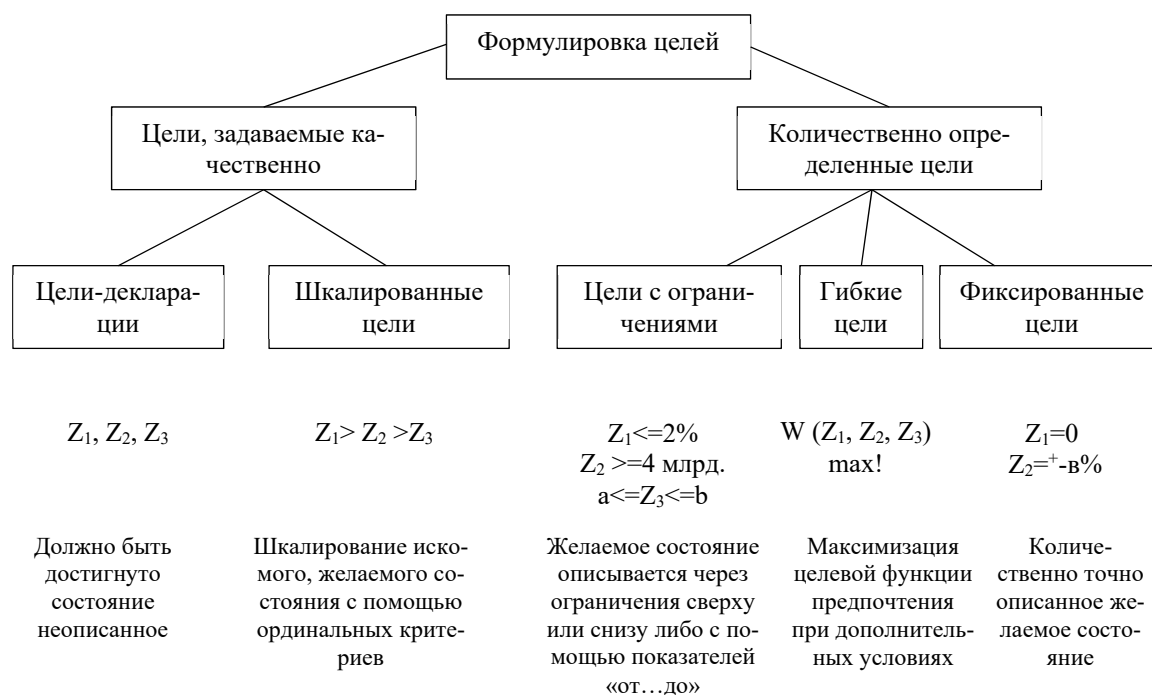 Формулировка целей
Цели, задаваемые ка-
чественно
Количественно опре-
деленные цели
Цели-деклара-
ции
Шкалированные
цели
Цели с ограни-
чениями
Гибкие
цели
Фиксированные
цели
Z₁, Z₂, Z₃
Z₁> Z₂ >Z₃
Z₁<=2%
Z₂ >=4 млрд.
a<=Z₃<=b
W (Z₁, Z₂, Z₃)
max!
Z₁=0
Z₂=⁺-в%
Должно быть
достигнуто
состояние
неописанное
Шкалирование иско-
мого, желаемого со-
стояния с помощью
ординальных крите-
риев
Желаемое состояние
описывается через
ограничения сверху
или снизу либо с по-
мощью показателей
«от…до»
Максимизация
целевой функции
предпочтения
при дополнитель-
ных условиях
Количе-
ственно точно
описанное же-
лаемое состо-
яние